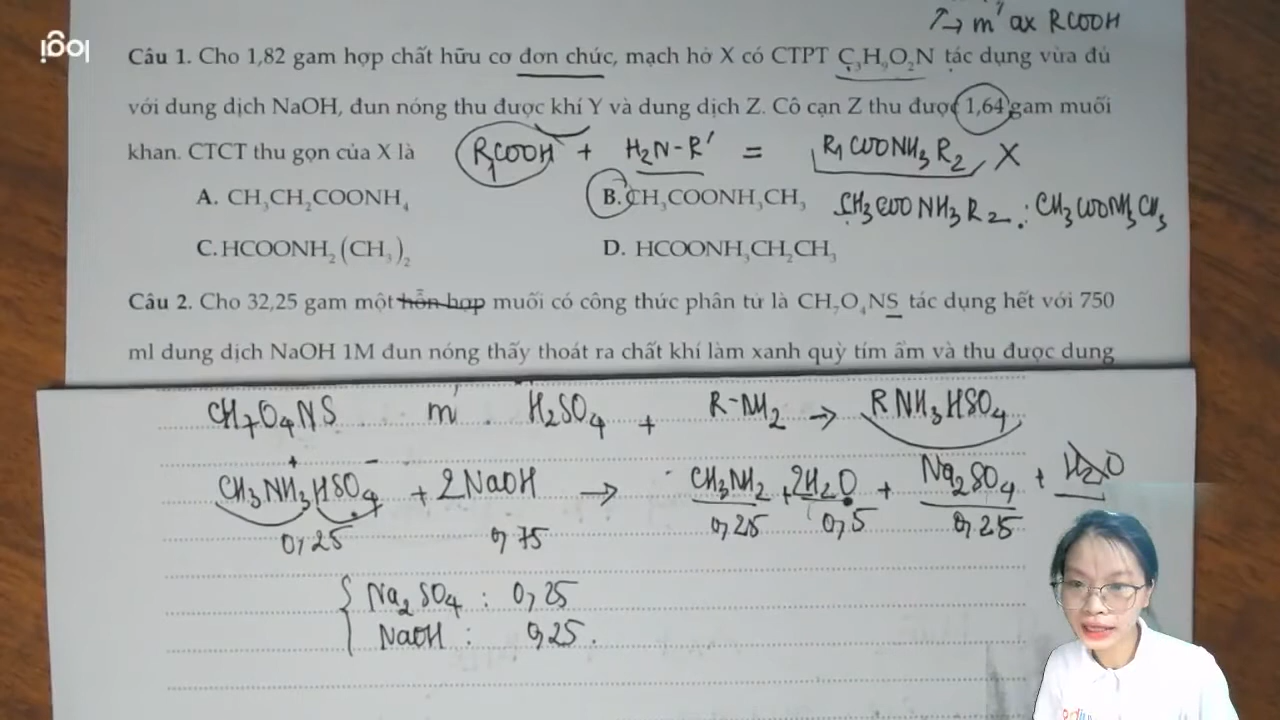 logi
↗→ m' ax RCOOH
Câu 1. Cho 1,82 gam hợp chất hữu cơ đơn chức, mạch hở X có CTPT C₃H₉O₂N tác dụng vừa đủ
với dung dịch NaOH, đun nóng thu được khí Y và dung dịch Z. Cô cạn Z thu được 1,64 gam muối
khan. CTCT thu gọn của X là
R₁COOH + H₂N-R' = R₁COONH₃R₂ X
A. CH₃CH₂COONH₄
B. CH₃COONH₃CH₃
CH₃COONH₃R₂ : CH₃COONH₃CH₃
C. HCOONH₂(CH₃)₂
D. HCOONH₃CH₂CH₃
Câu 2. Cho 32,25 gam một hỗn hợp muối có công thức phân tử là CH₇O₄NS tác dụng hết với 750
ml dung dịch NaOH 1M đun nóng thấy thoát ra chất khí làm xanh quỳ tím ẩm và thu được dung
CH₇O₄NS m' H₂SO₄ + R-NH₂ → RNH₃HSO₄
+ −
CH₃NH₃HSO₄ + 2NaOH → CH₃NH₂ + 2H₂O + Na₂SO₄ + H₂O
0,25 0,75 0,25 0,5 0,25
{ Na₂SO₄ : 0,25
NaOH : 0,25.